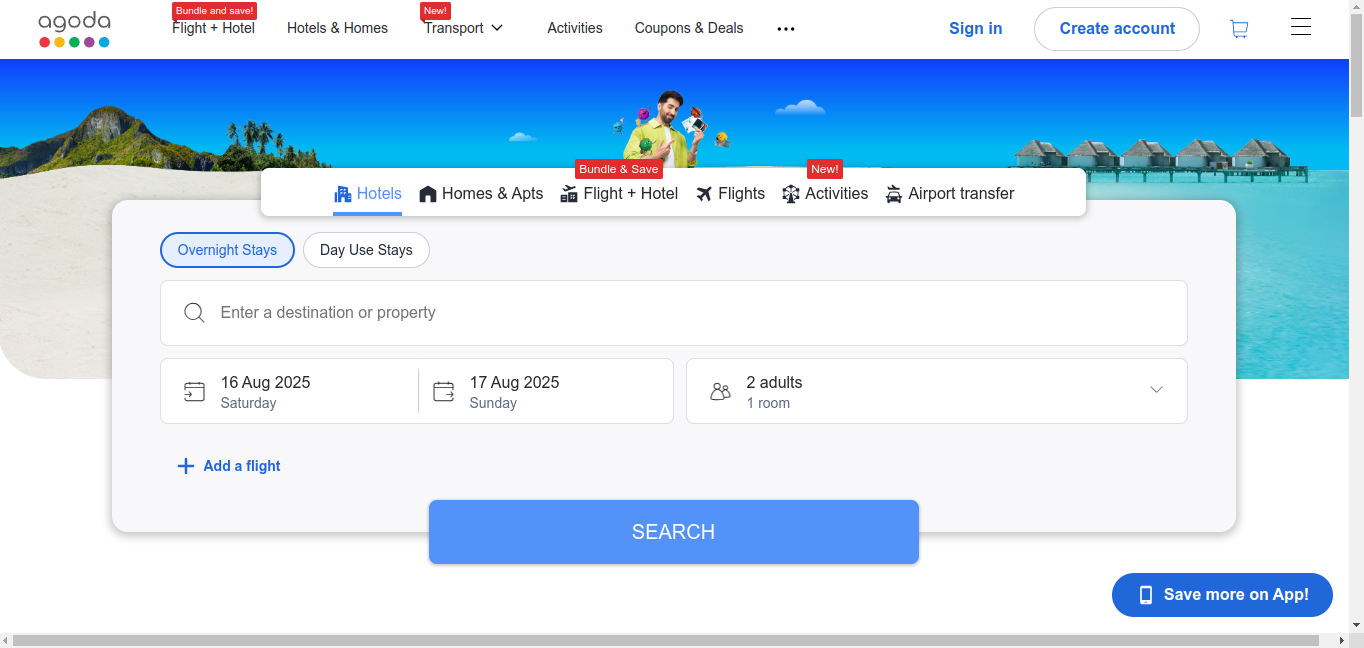 agoda
Bundle and save!
Flight + Hotel
Hotels & Homes
New!
Transport
Activities
Coupons & Deals
Sign in
Create account
Bundle & Save
New!
Hotels
Homes & Apts
Flight + Hotel
Flights
Activities
Airport transfer
Overnight Stays
Day Use Stays
Enter a destination or property
16 Aug 2025
Saturday
17 Aug 2025
Sunday
2 adults
1 room
Add a flight
SEARCH
Save more on App!